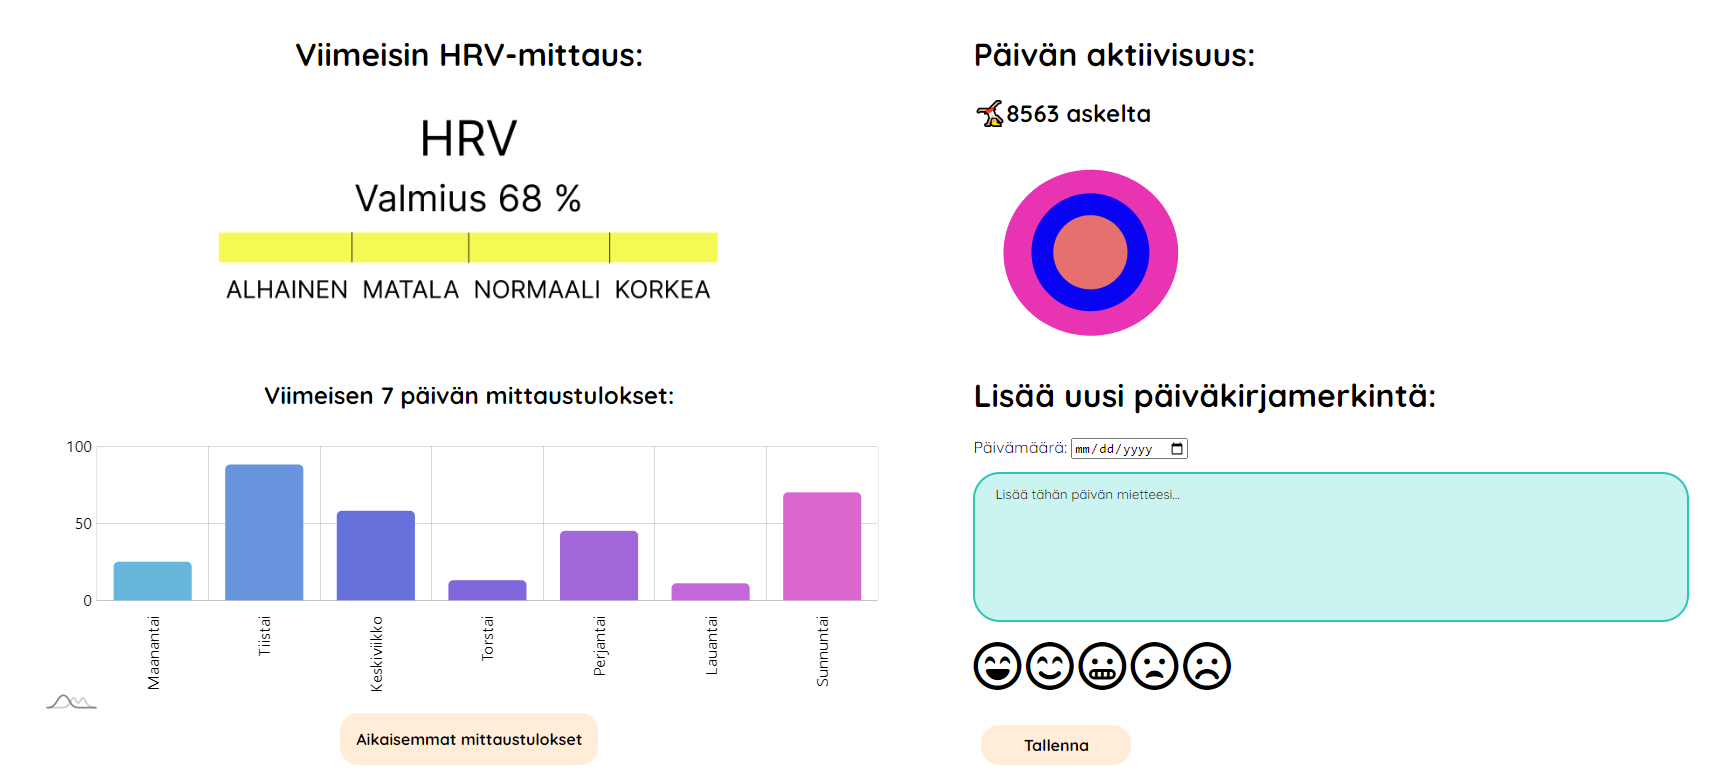 Viimeisin HRV-mittaus:
HRV
Valmius 68 %
ALHAINEN MATALA NORMAALI KORKEA
Viimeisen 7 päivän mittaustulokset:
100
50
0
Maanantai
Tiistai
Keskiviikko
Torstai
Perjantai
Lauantai
Sunnuntai
Aikaisemmat mittaustulokset
Päivän aktiivisuus:
8563 askelta
Lisää uusi päiväkirjamerkintä:
Päivämäärä: mm/dd/yyyy
Lisää tähän päivän mietteesi...
Tallenna